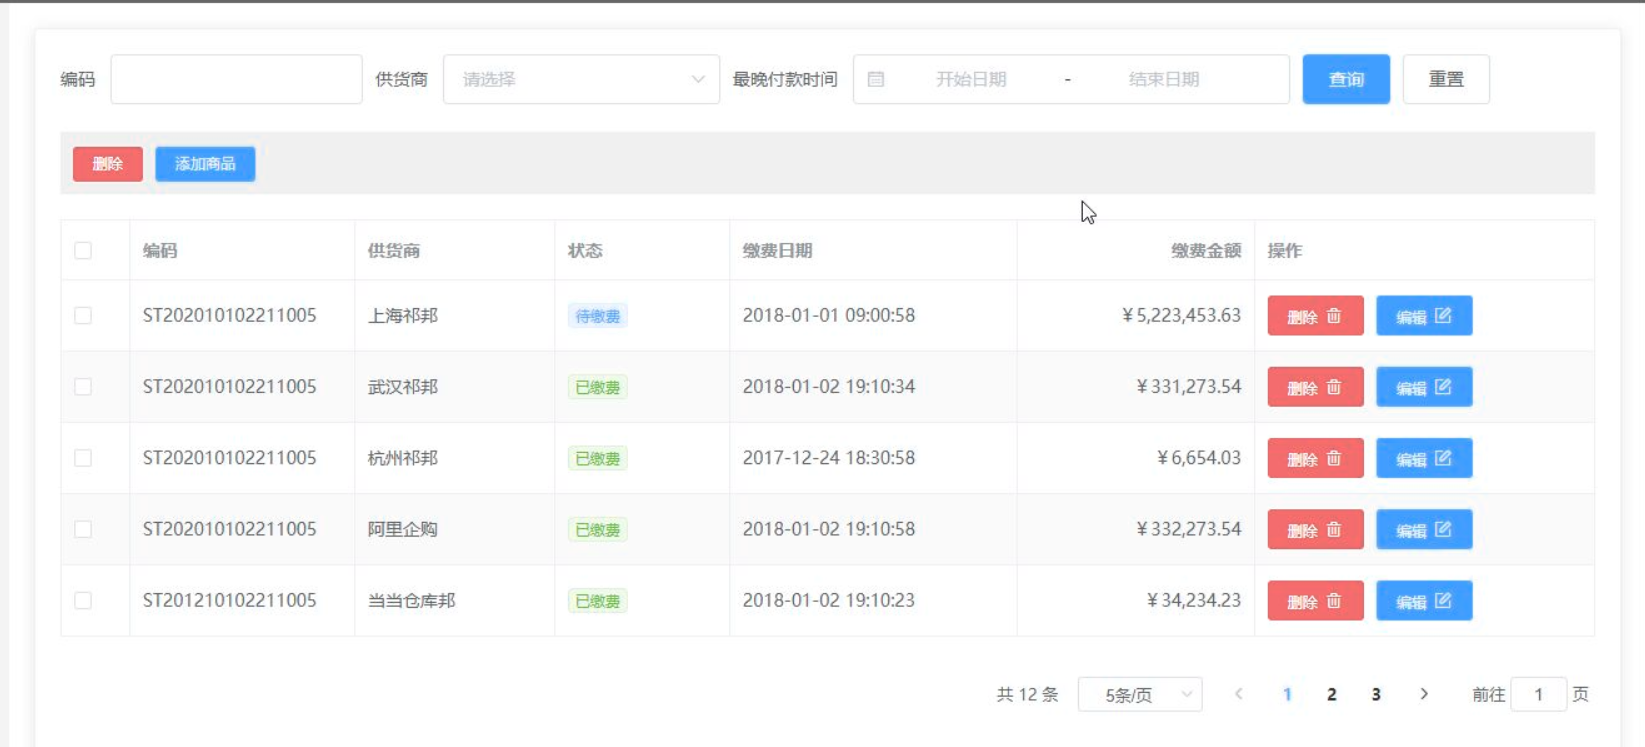 编码 供货商 请选择 最晚付款时间 开始日期 - 结束日期 查询 重置
删除 添加商品
编码 供货商 状态 缴费日期 缴费金额 操作
ST202010102211005 上海祁邦 待缴费 2018-01-01 09:00:58 ¥5,223,453.63 删除 编辑
ST202010102211005 武汉祁邦 已缴费 2018-01-02 19:10:34 ¥331,273.54 删除 编辑
ST202010102211005 杭州祁邦 已缴费 2017-12-24 18:30:58 ¥6,654.03 删除 编辑
ST202010102211005 阿里企购 已缴费 2018-01-02 19:10:58 ¥332,273.54 删除 编辑
ST201210102211005 当当仓库邦 已缴费 2018-01-02 19:10:23 ¥34,234.23 删除 编辑
共 12 条 5条/页 1 2 3 前往 1 页